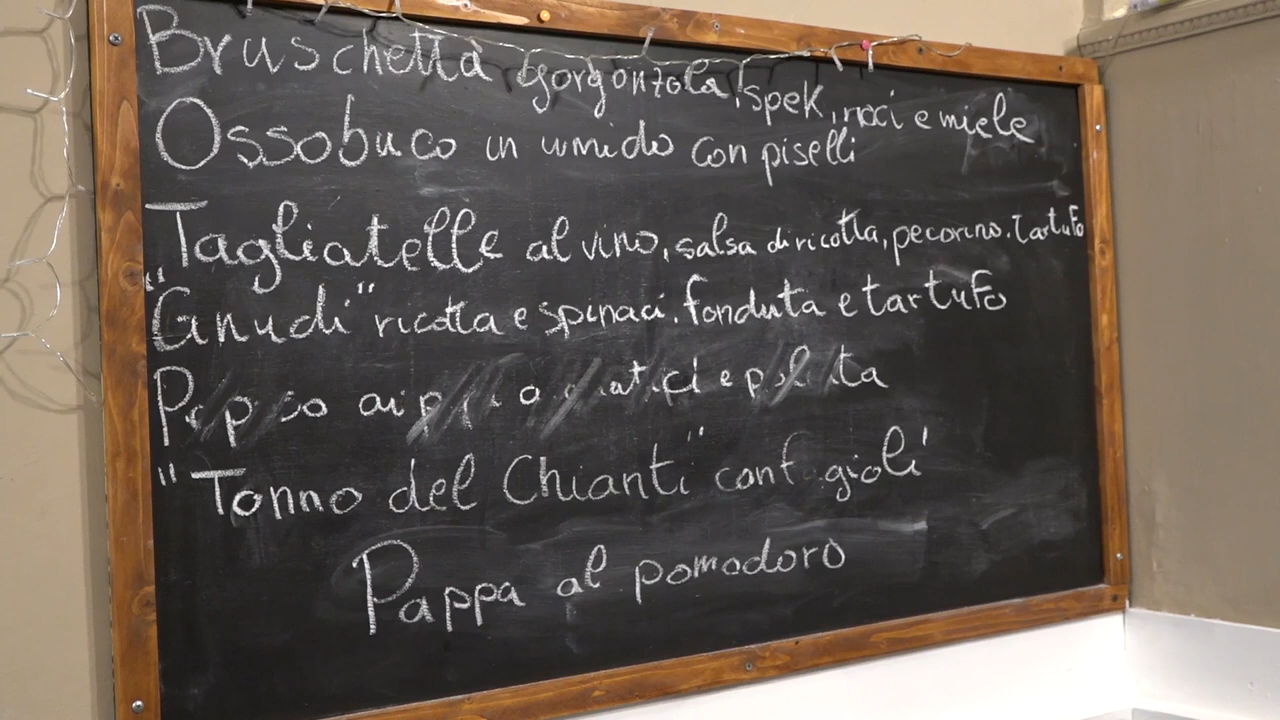 Bruschetta gorgonzola, spek, noci e miele
Ossobuco in umido con piselli
Tagliatelle al vino, salsa di ricotta, pecorino, tartufo
"Gnudi" ricotta e spinaci, fonduta e tartufo
e
"Tonno del Chianti" con fagioli
Pappa al pomodoro